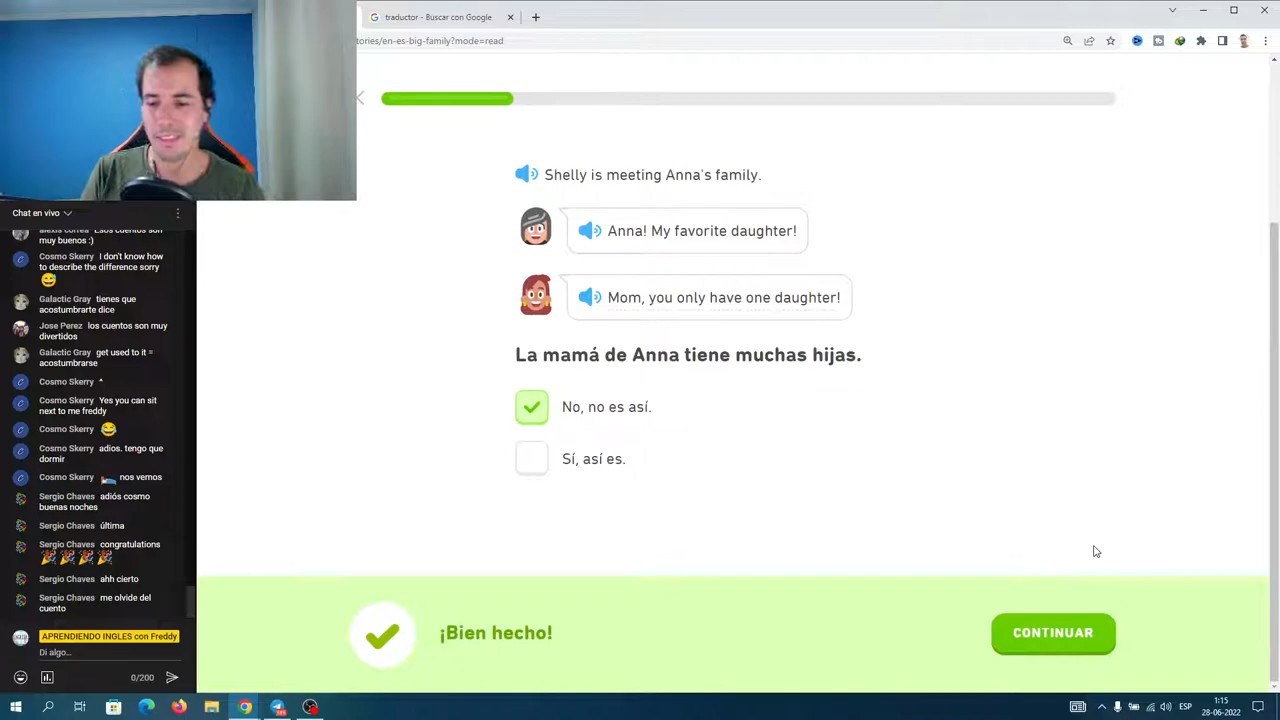 traductor - Buscar con Google
tories/en-es-big-family?mode=read
Shelly is meeting Anna's family.
Anna! My favorite daughter!
Mom, you only have one daughter!
La mamá de Anna tiene muchas hijas.
No, no es así.
Sí, así es.
¡Bien hecho!
CONTINUAR
Chat en vivo
alexis correa Esos cuentos son
muy buenos :)
Cosmo Skerry I don't know how
to describe the difference sorry
Galactic Gray tienes que
acostumbrarte dice
Jose Perez los cuentos son muy
divertidos
Galactic Gray get used to it =
acostumbrarse
Cosmo Skerry ^
Cosmo Skerry Yes you can sit
next to me freddy
Cosmo Skerry
Cosmo Skerry adios. tengo que
dormir
Cosmo Skerry nos vemos
Sergio Chaves adiós cosmo
buenas noches
Sergio Chaves última
Sergio Chaves congratulations
Sergio Chaves ahh cierto
Sergio Chaves me olvide del
cuento
APRENDIENDO INGLES con Freddy
Di algo...
0/200
ESP
1:15
28-06-2022